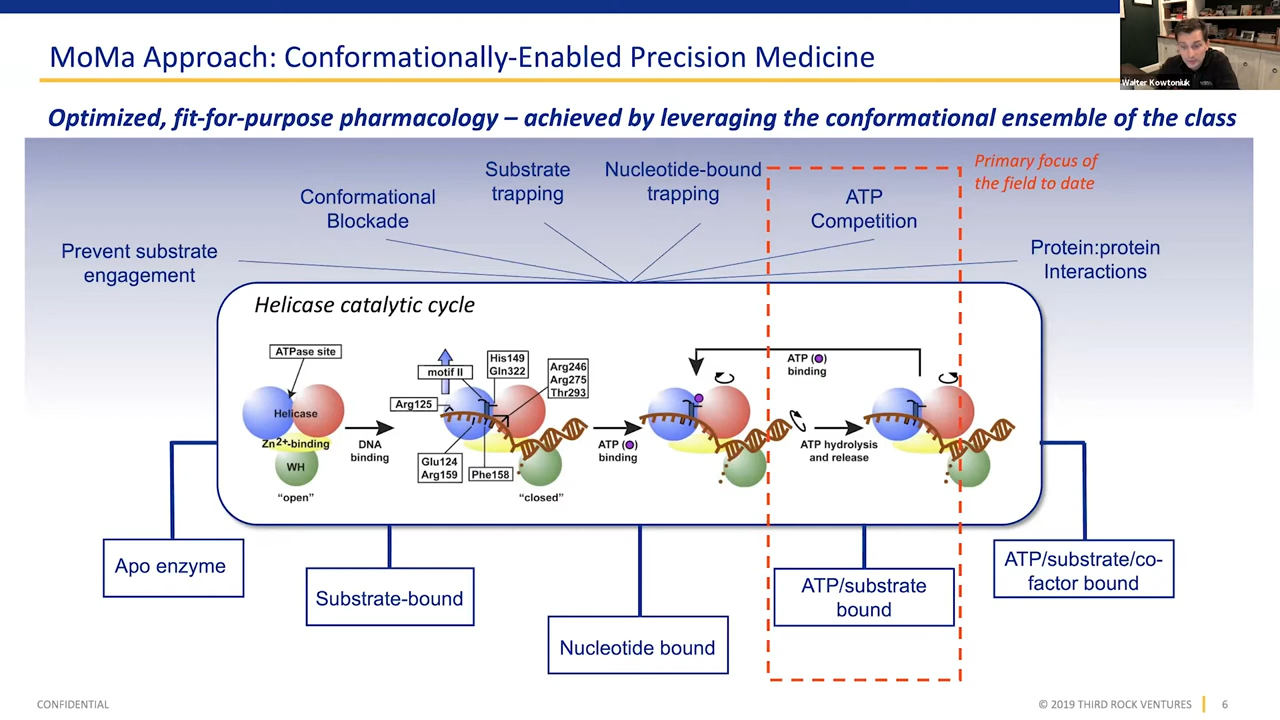 MoMa Approach: Conformationally-Enabled Precision Medicine
Walter Kowtoniuk
Optimized, fit-for-purpose pharmacology – achieved by leveraging the conformational ensemble of the class
Primary focus of
the field to date
Prevent substrate
engagement
Conformational
Blockade
Substrate
trapping
Nucleotide-bound
trapping
ATP
Competition
Protein:protein
Interactions
Helicase catalytic cycle
ATPase site
Helicase
Zn2+-binding
WH
"open"
DNA
binding
motif II
His149
Gln322
Arg246
Arg275
Thr293
Arg125
Glu124
Arg159
Phe158
"closed"
ATP ( )
binding
ATP ( )
binding
ATP hydrolysis
and release
Apo enzyme
Substrate-bound
Nucleotide bound
ATP/substrate
bound
ATP/substrate/co-
factor bound
CONFIDENTIAL
© 2019 THIRD ROCK VENTURES
6